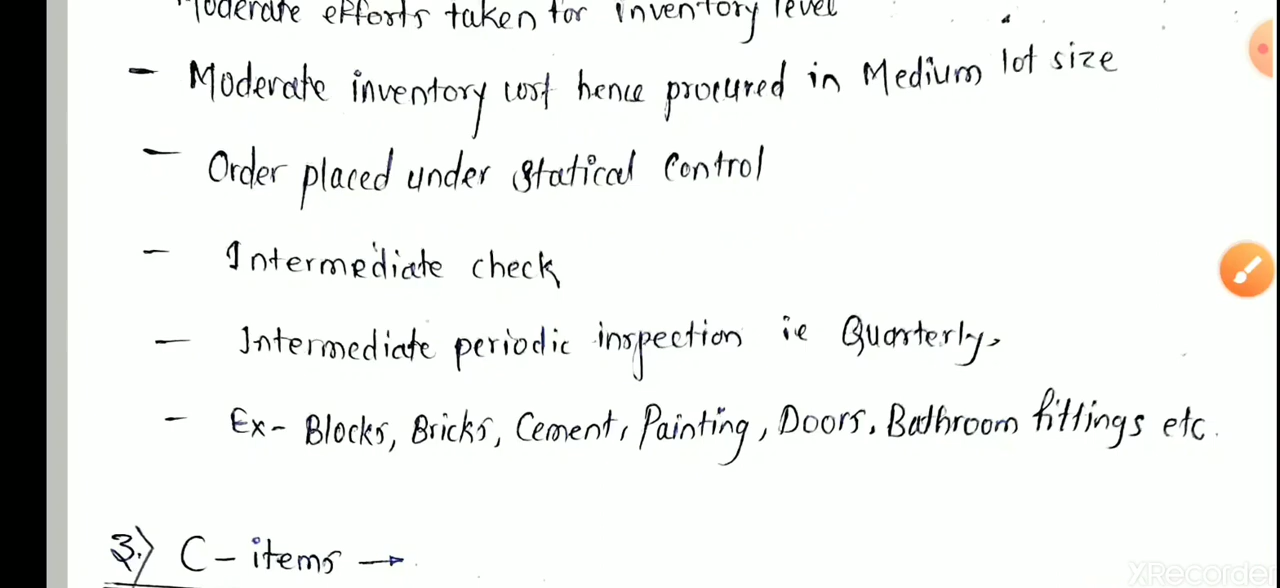 Moderate efforts taken for inventory level
- Moderate inventory cost hence procured in Medium lot size
- Order placed under Statical Control
- Intermediate check
- Intermediate periodic inspection ie Quarterly.
- Ex- Blocks, Bricks, Cement, Painting, Doors, Bathroom fittings etc.
3.) C- items →
XRecorder